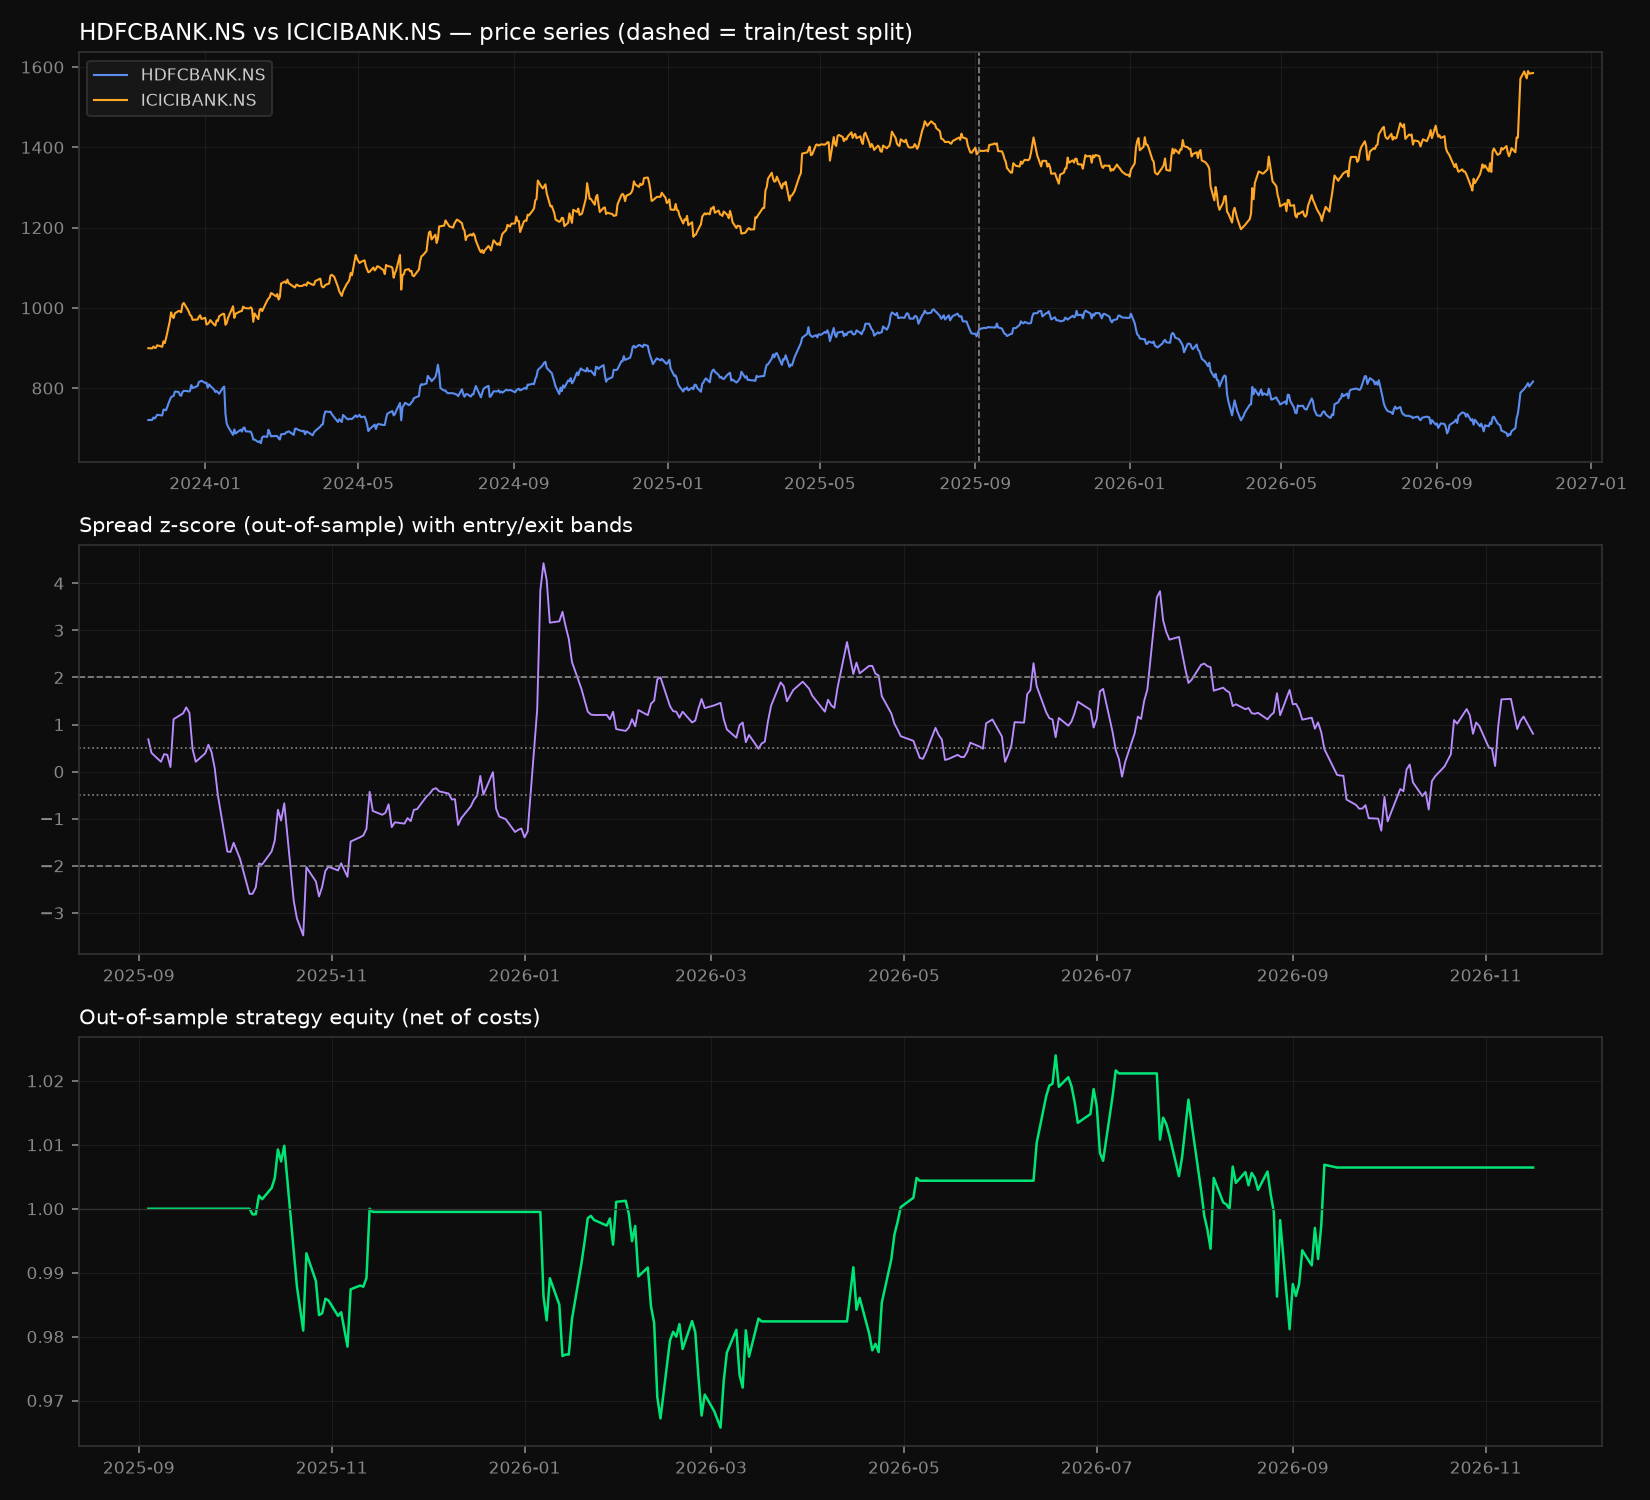 HDFCBANK.NS vs ICICIBANK.NS — price series (dashed = train/test split)
HDFCBANK.NS
ICICIBANK.NS
1600
1400
1200
1000
800
2024-01 2024-05 2024-09 2025-01 2025-05 2025-09 2026-01 2026-05 2026-09 2027-01
Spread z-score (out-of-sample) with entry/exit bands
4
3
2
1
0
−1
−2
−3
2025-09 2025-11 2026-01 2026-03 2026-05 2026-07 2026-09 2026-11
Out-of-sample strategy equity (net of costs)
1.02
1.01
1.00
0.99
0.98
0.97
2025-09 2025-11 2026-01 2026-03 2026-05 2026-07 2026-09 2026-11